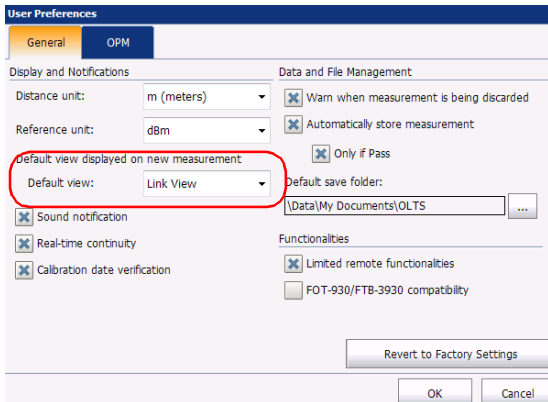 User Preferences
General
OPM
Display and Notifications
Distance unit:
m (meters)
Reference unit:
dBm
Default view displayed on new measurement
Default view:
Link View
Sound notification
Real-time continuity
Calibration date verification
Data and File Management
Warn when measurement is being discarded
Automatically store measurement
Only if Pass
Default save folder:
\Data\My Documents\OLTS
...
Functionalities
Limited remote functionalities
FOT-930/FTB-3930 compatibility
Revert to Factory Settings
OK
Cancel